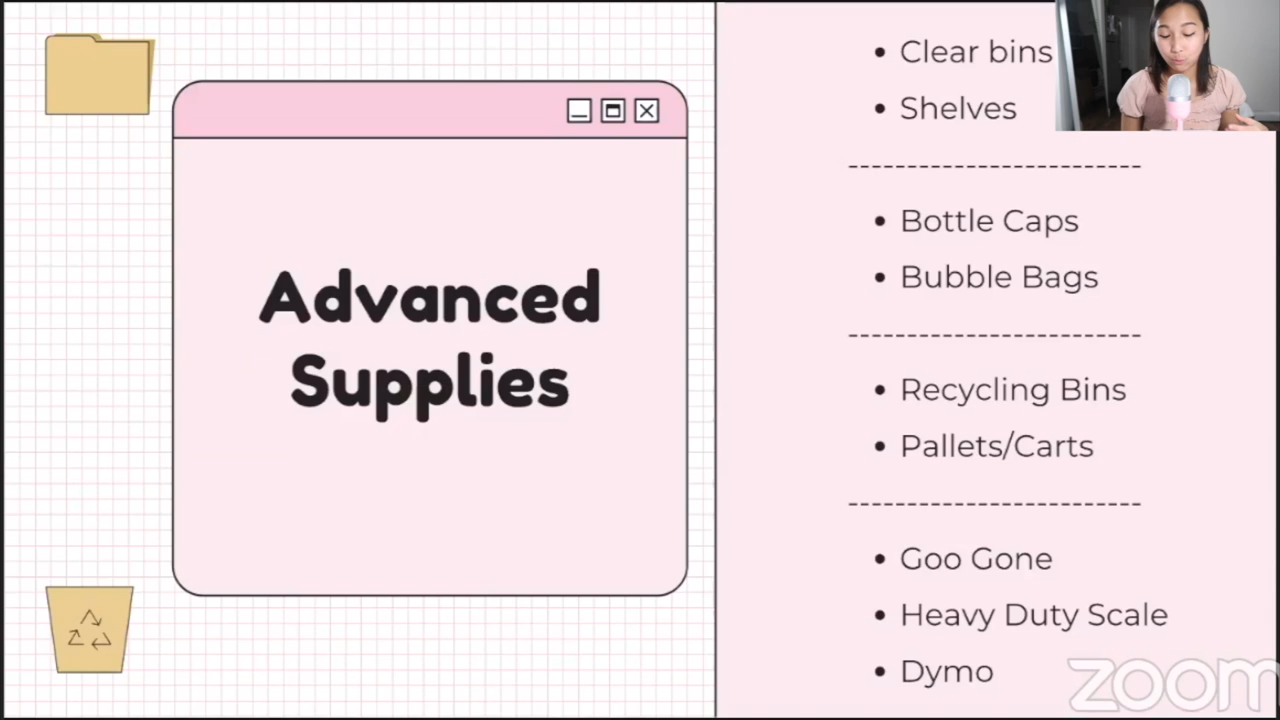 Advanced
Supplies
Clear bins
Shelves
------------------------
Bottle Caps
Bubble Bags
------------------------
Recycling Bins
Pallets/Carts
------------------------
Goo Gone
Heavy Duty Scale
Dymo
zoom